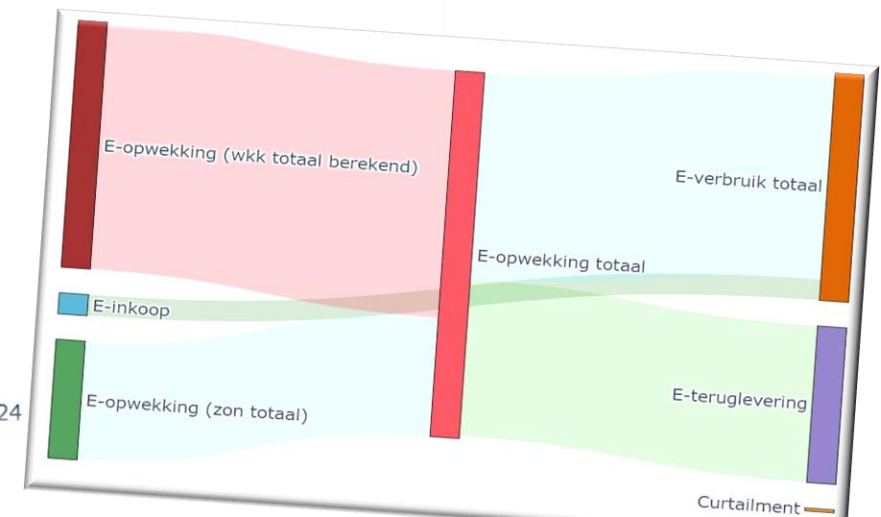 E-opwekking (wkk totaal berekend)
E-verbruik totaal
E-opwekking totaal
E-inkoop
E-opwekking (zon totaal)
E-teruglevering
24
Curtailment